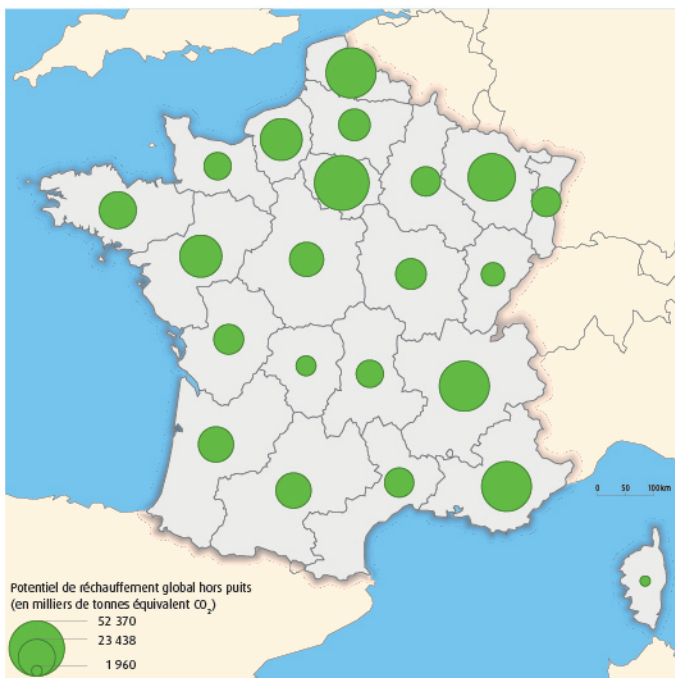 0 50 100km
Potentiel de réchauffement global hors puits
(en milliers de tonnes équivalent CO₂)
52 370
23 438
1 960